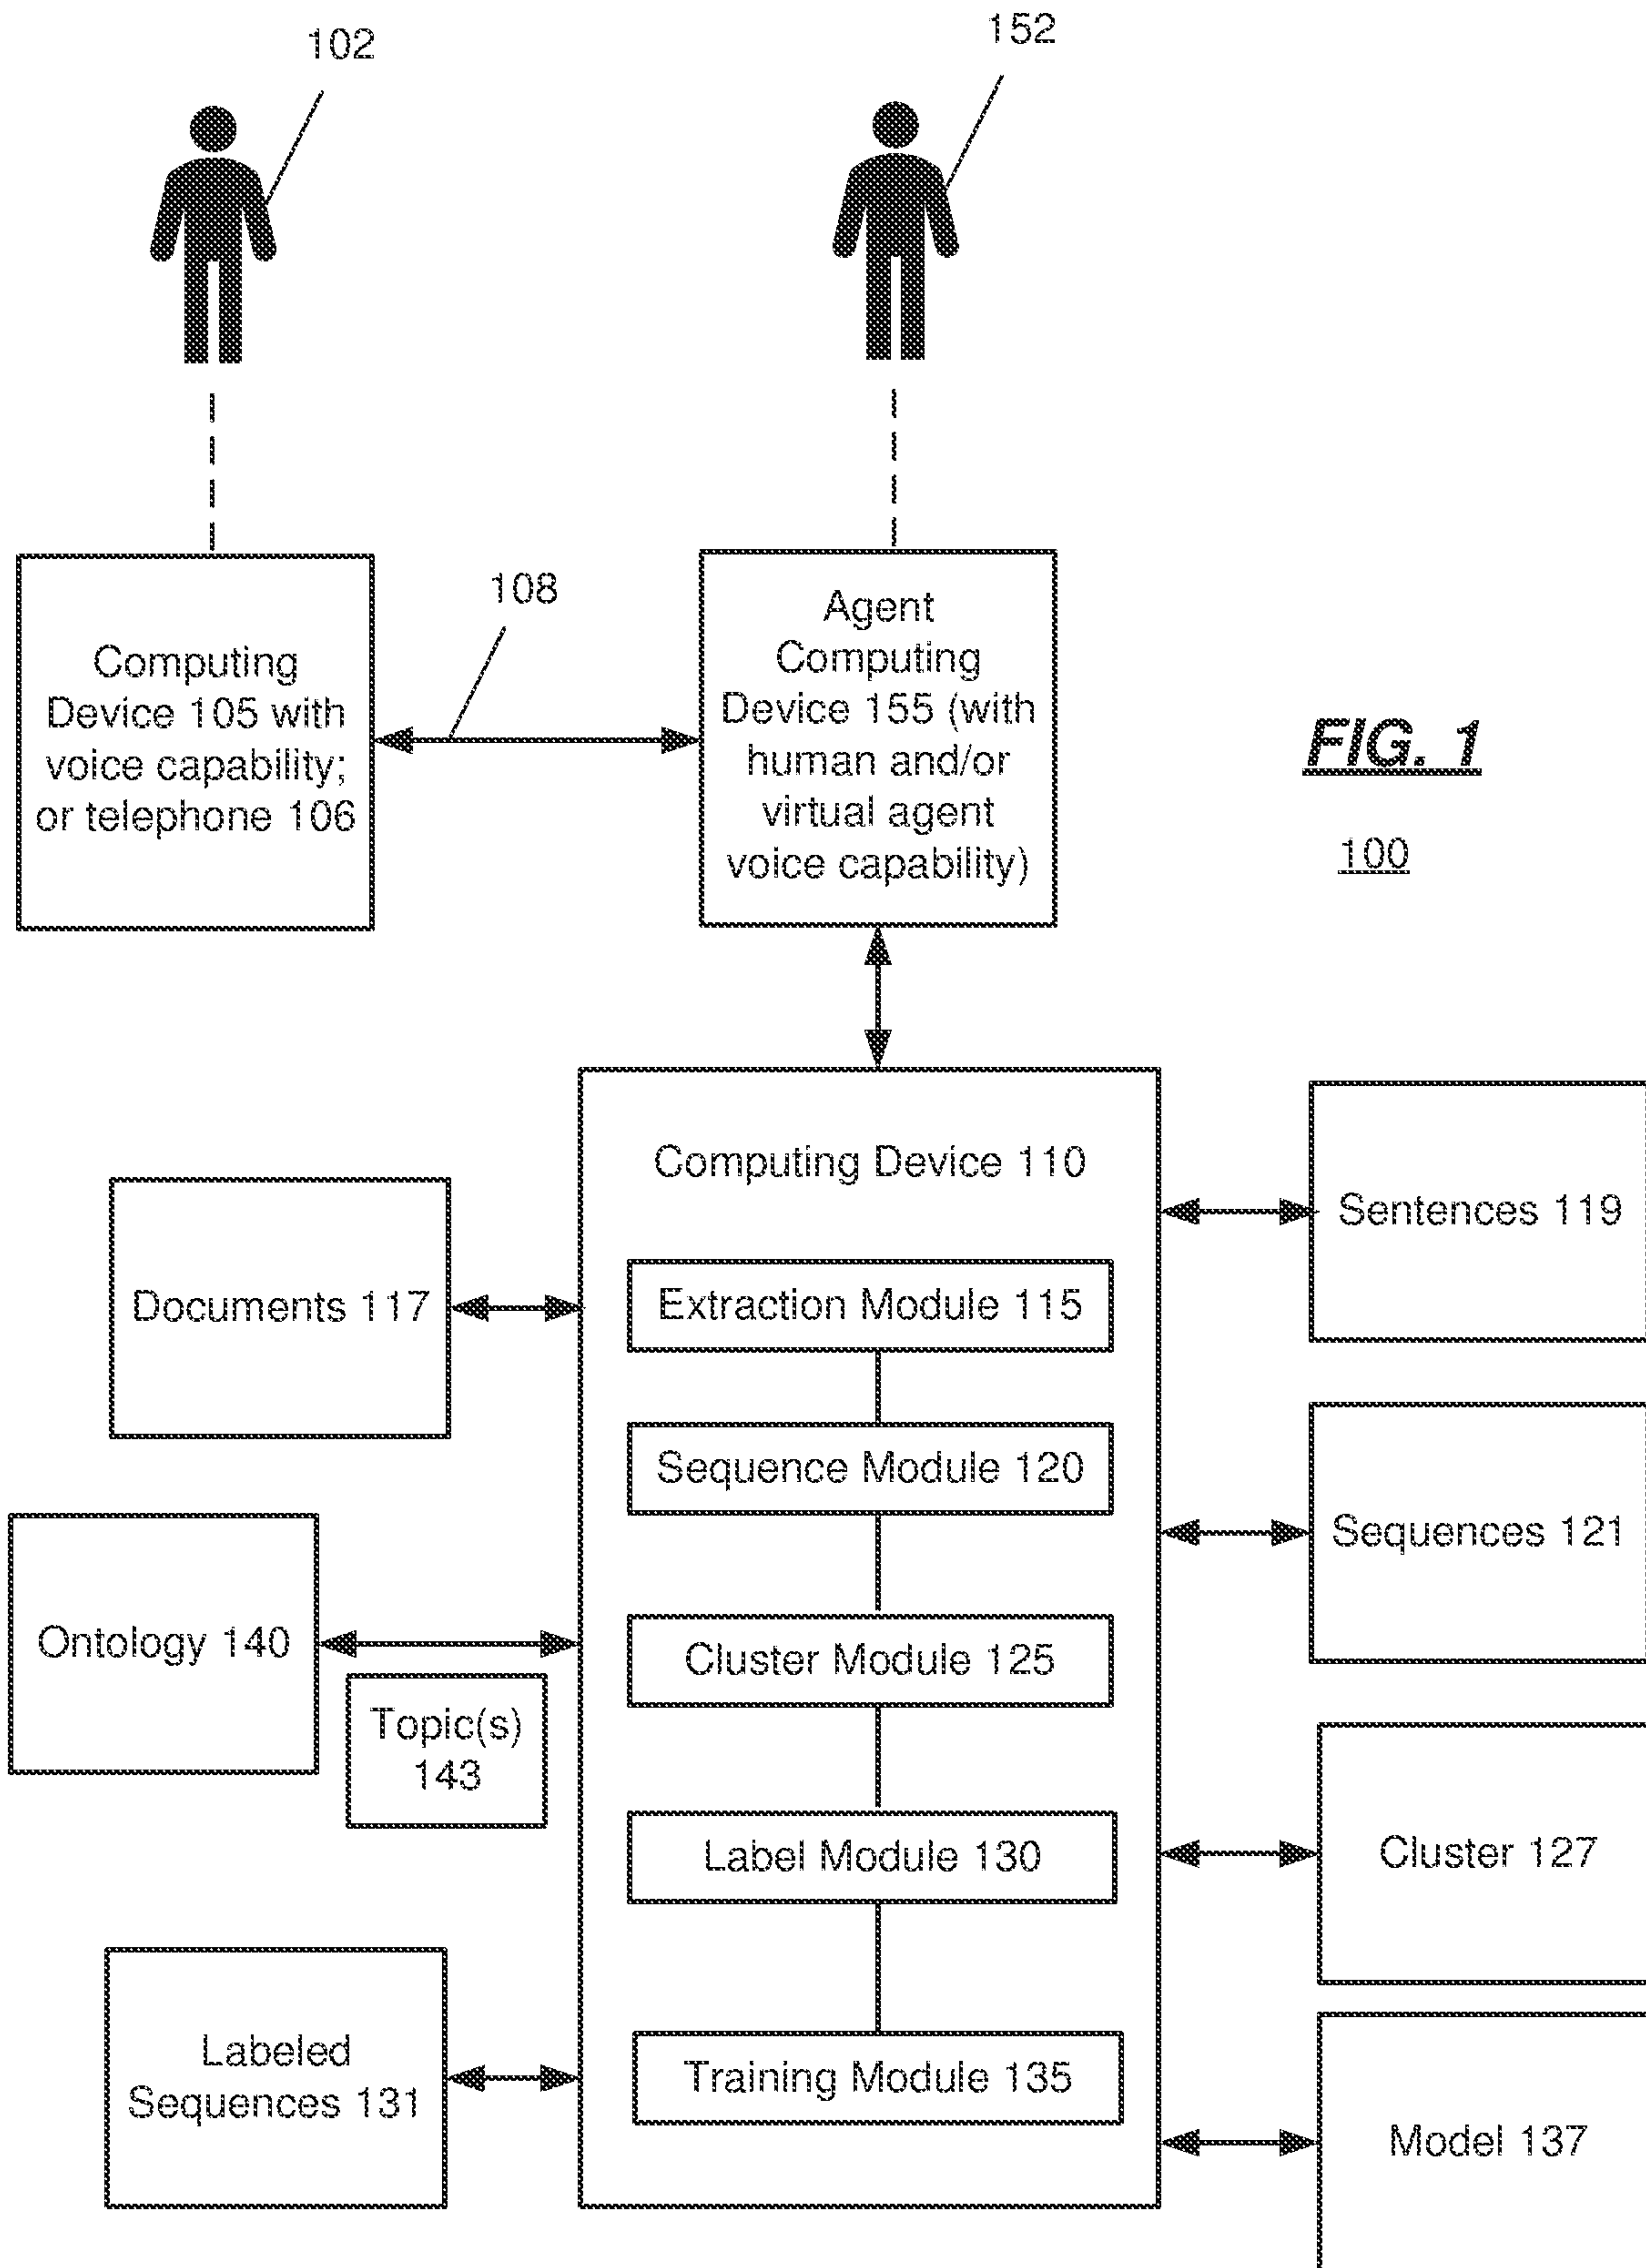 102
152
108
Computing
Device 105 with
voice capability;
or telephone 106
Agent
Computing
Device 155 (with
human and/or
virtual agent
voice capability)
FIG. 1
100
Computing Device 110
Extraction Module 115
Sequence Module 120
Cluster Module 125
Label Module 130
Training Module 135
Documents 117
Ontology 140
Topic(s)
143
Labeled
Sequences 131
Sentences 119
Sequences 121
Cluster 127
Model 137